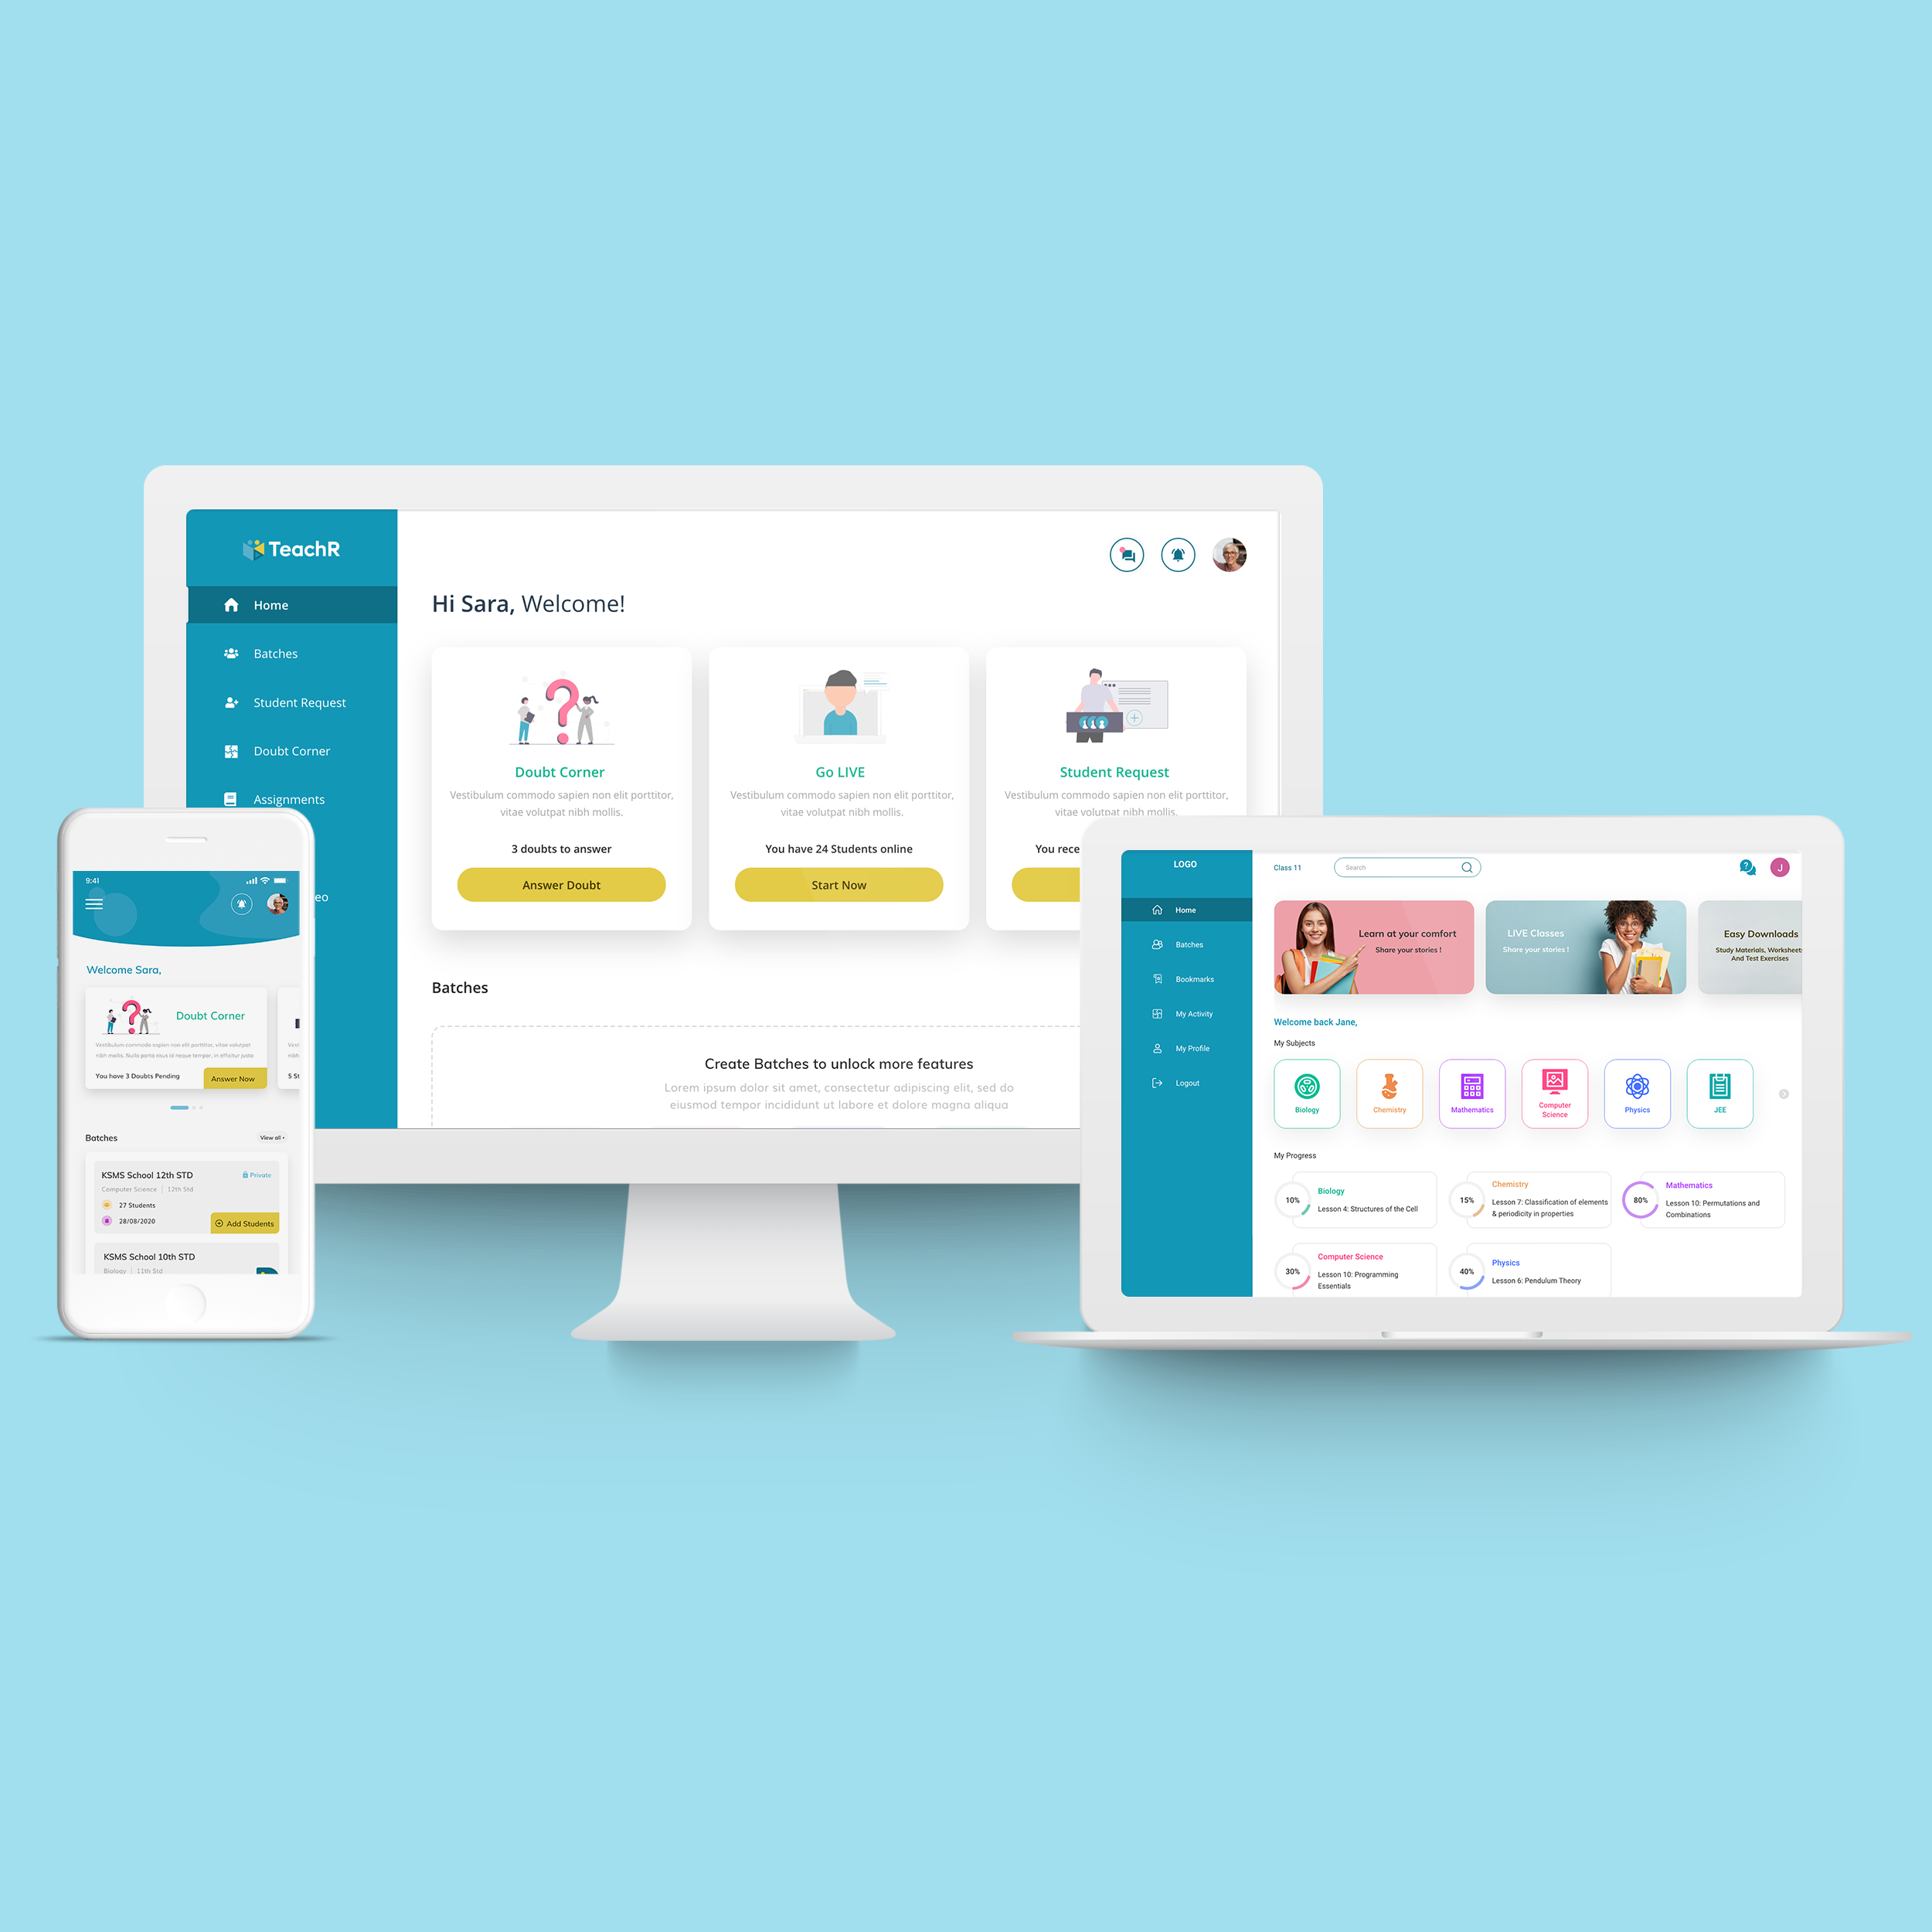 TeachR
Home
Batches
Student Request
Doubt Corner
Assignments
eo
Hi Sara, Welcome!
Doubt Corner
Vestibulum commodo sapien non elit porttitor,
vitae volutpat nibh mollis.
3 doubts to answer
Answer Doubt
Go LIVE
Vestibulum commodo sapien non elit porttitor,
vitae volutpat nibh mollis.
You have 24 Students online
Start Now
Student Request
Vestibulum commodo sapien non elit porttitor,
vitae volutpat nibh mollis.
You rece
Batches
Create Batches to unlock more features
Lorem ipsum dolor sit amet, consectetur adipiscing elit, sed do
eiusmod tempor incididunt ut labore et dolore magna aliqua
9:41
Welcome Sara,
Doubt Corner
Vestibulum commodo sapien non elit porttitor, vitae volutpat
nibh mollis. Nulla porta risus id neque tempor, in efficitur justo
You have 3 Doubts Pending
Answer Now
Vest
nibh
5 St
Batches
View all
KSMS School 12th STD
Private
Computer Science | 12th Std
27 Students
28/08/2020
Add Students
KSMS School 10th STD
Biology | 11th Std
LOGO
Home
Batches
Bookmarks
My Activity
My Profile
Logout
Class 11
Search
J
Learn at your comfort
Share your stories !
LIVE Classes
Share your stories !
Easy Downloads
Study Materials, Worksheets
And Test Exercises
Welcome back Jane,
My Subjects
Biology
Chemistry
Mathematics
Computer
Science
Physics
JEE
My Progress
10%
Biology
Lesson 4: Structures of the Cell
15%
Chemistry
Lesson 7: Classification of elements
& periodicity in properties
80%
Mathematics
Lesson 10: Permutations and
Combinations
30%
Computer Science
Lesson 10: Programming
Essentials
40%
Physics
Lesson 6: Pendulum Theory